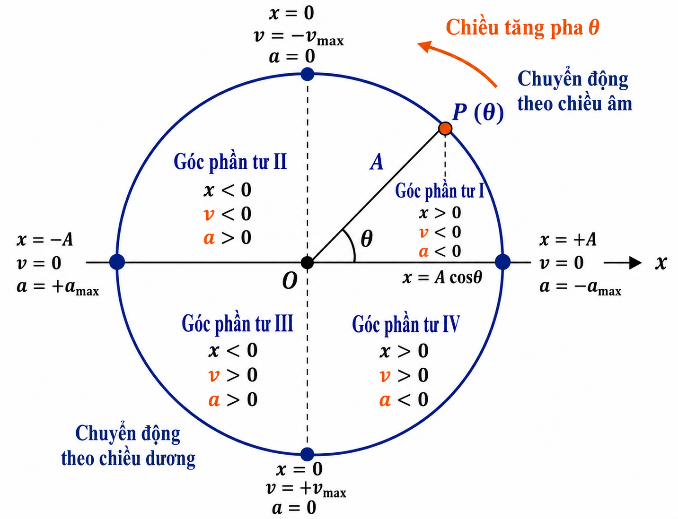 x = 0
v = −vmax
a = 0
Chiều tăng pha θ
Chuyển động
theo chiều âm
P (θ)
A
Góc phần tư II
x < 0
v < 0
a > 0
Góc phần tư I
x > 0
v < 0
a < 0
θ
x = −A
v = 0
a = +amax
O
x = A cosθ
x = +A
v = 0
a = −amax
x
Góc phần tư III
x < 0
v > 0
a > 0
Góc phần tư IV
x > 0
v > 0
a < 0
Chuyển động
theo chiều dương
x = 0
v = +vmax
a = 0